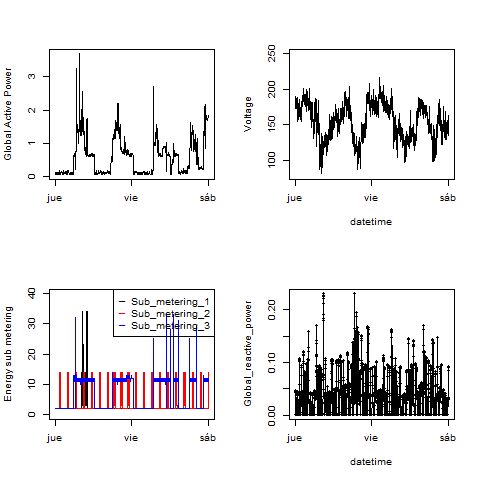 Global Active Power
0 1 2 3
jue vie sáb
Voltage
100 150 200 250
jue vie sáb
datetime
Energy sub metering
0 10 20 30 40
Sub_metering_1
Sub_metering_2
Sub_metering_3
jue vie sáb
Global_reactive_power
0.00 0.10
jue vie sáb
datetime